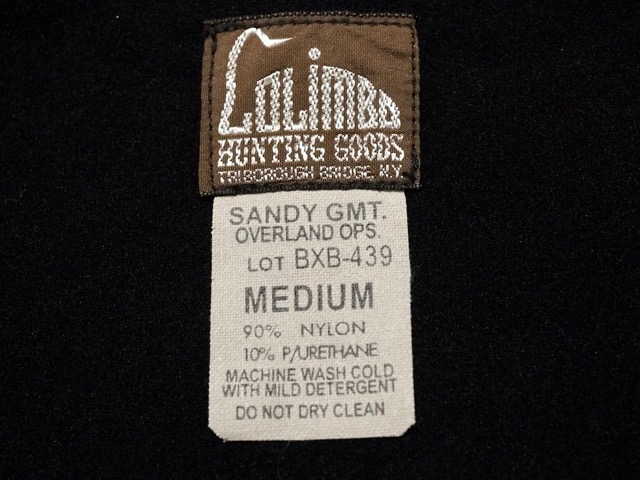 COLIMBO
HUNTING GOODS
TRIBOROUGH BRIDGE N.Y.
SANDY GMT.
OVERLAND OPS.
LOT BXB-439
MEDIUM
90% NYLON
10% P/URETHANE
MACHINE WASH COLD
WITH MILD DETERGENT
DO NOT DRY CLEAN